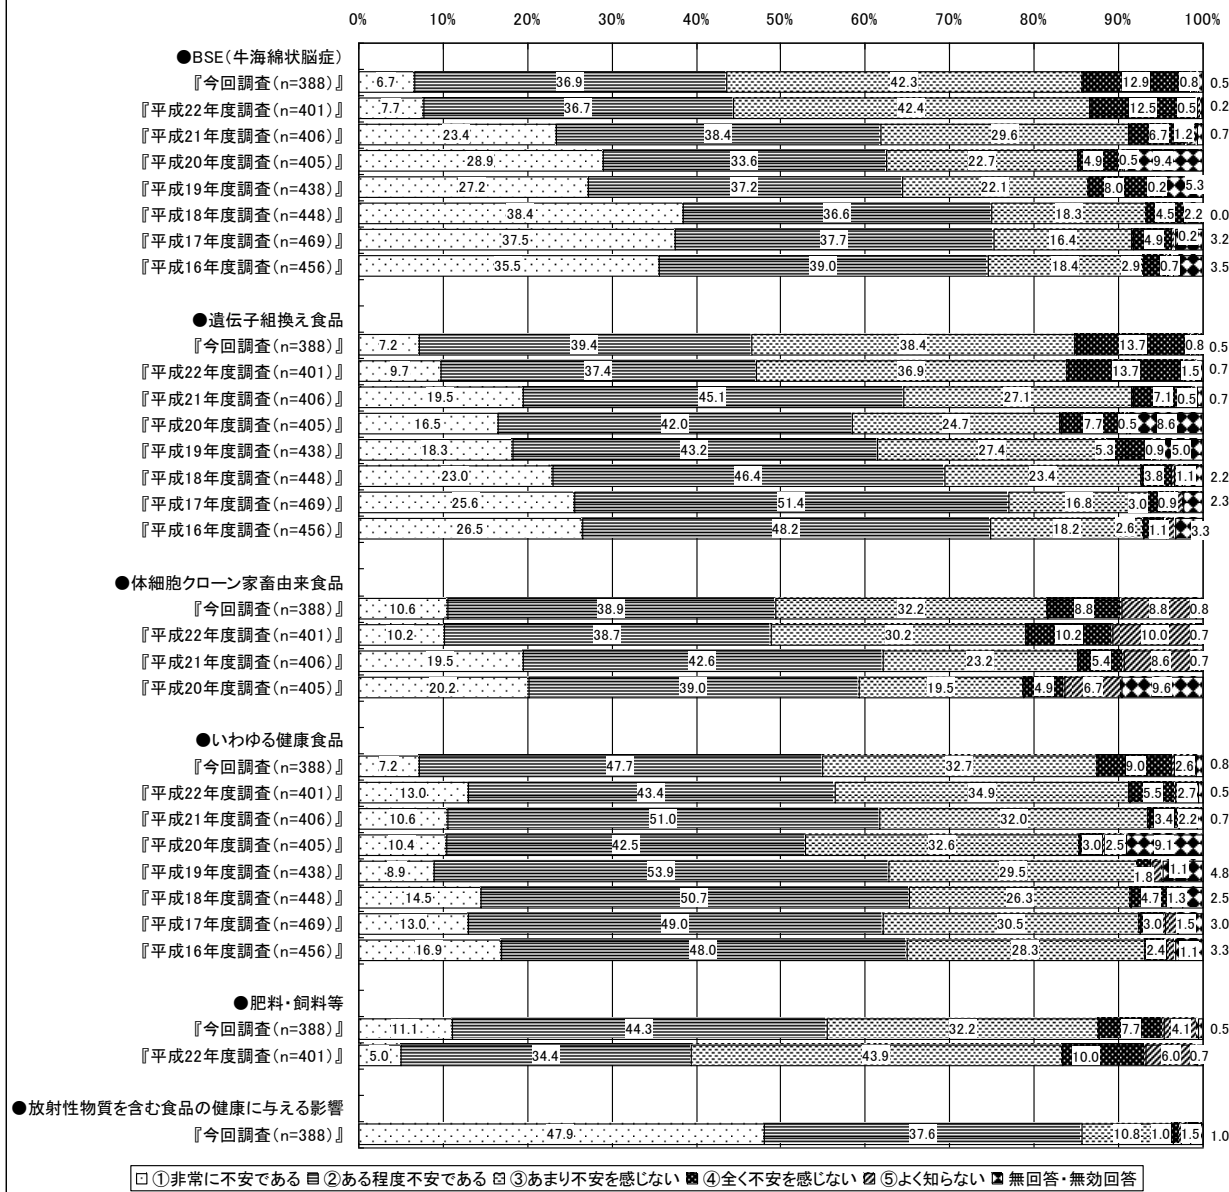 0% 10% 20% 30% 40% 50% 60% 70% 80% 90% 100%
●BSE(牛海綿状脳症)
『今回調査(n=388)』 6.7 36.9 42.3 12.9 0.8 0.5
『平成22年度調査(n=401)』 7.7 36.7 42.4 12.5 0.5 0.2
『平成21年度調査(n=406)』 23.4 38.4 29.6 6.7 1.2 0.7
『平成20年度調査(n=405)』 28.9 33.6 22.7 4.9 0.5 9.4
『平成19年度調査(n=438)』 27.2 37.2 22.1 8.0 0.2 5.3
『平成18年度調査(n=448)』 38.4 36.6 18.3 4.5 2.2 0.0
『平成17年度調査(n=469)』 37.5 37.7 16.4 4.9 0.2 3.2
『平成16年度調査(n=456)』 35.5 39.0 18.4 2.9 0.7 3.5
●遺伝子組換え食品
『今回調査(n=388)』 7.2 39.4 38.4 13.7 0.8 0.5
『平成22年度調査(n=401)』 9.7 37.4 36.9 13.7 1.5 0.7
『平成21年度調査(n=406)』 19.5 45.1 27.1 7.1 0.5 0.7
『平成20年度調査(n=405)』 16.5 42.0 24.7 7.7 0.5 8.6
『平成19年度調査(n=438)』 18.3 43.2 27.4 5.3 0.9 5.0
『平成18年度調査(n=448)』 23.0 46.4 23.4 3.8 1.1 2.2
『平成17年度調査(n=469)』 25.6 51.4 16.8 3.0 0.9 2.3
『平成16年度調査(n=456)』 26.5 48.2 18.2 2.6 1.1 3.3
●体細胞クローン家畜由来食品
『今回調査(n=388)』 10.6 38.9 32.2 8.8 8.8 0.8
『平成22年度調査(n=401)』 10.2 38.7 30.2 10.2 10.0 0.7
『平成21年度調査(n=406)』 19.5 42.6 23.2 5.4 8.6 0.7
『平成20年度調査(n=405)』 20.2 39.0 19.5 4.9 6.7 9.6
●いわゆる健康食品
『今回調査(n=388)』 7.2 47.7 32.7 9.0 2.6 0.8
『平成22年度調査(n=401)』 13.0 43.4 34.9 5.5 2.7 0.5
『平成21年度調査(n=406)』 10.6 51.0 32.0 3.4 2.2 0.7
『平成20年度調査(n=405)』 10.4 42.5 32.6 3.0 2.5 9.1
『平成19年度調査(n=438)』 8.9 53.9 29.5 1.8 1.1 4.8
『平成18年度調査(n=448)』 14.5 50.7 26.3 4.7 1.3 2.5
『平成17年度調査(n=469)』 13.0 49.0 30.5 3.0 1.5 3.0
『平成16年度調査(n=456)』 16.9 48.0 28.3 2.4 1.1 3.3
●肥料・飼料等
『今回調査(n=388)』 11.1 44.3 32.2 7.7 4.1 0.5
『平成22年度調査(n=401)』 5.0 34.4 43.9 10.0 6.0 0.7
●放射性物質を含む食品の健康に与える影響
『今回調査(n=388)』 47.9 37.6 10.8 1.0 1.5 1.0
①非常に不安である ②ある程度不安である ③あまり不安を感じない ④全く不安を感じない ⑤よく知らない 無回答・無効回答